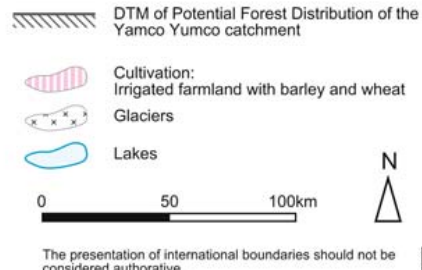 DTM of Potential Forest Distribution of the
Yamco Yumco catchment
Cultivation:
Irrigated farmland with barley and wheat
Glaciers
Lakes
N
0 50 100km
The presentation of international boundaries should not be
considered authorative